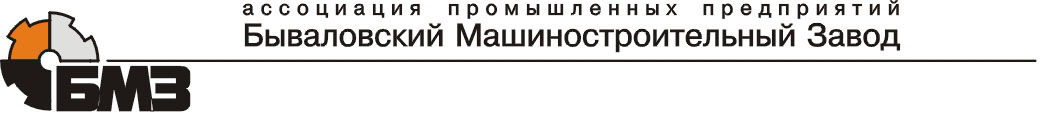 ассоциация промышленных предприятий
Бываловский Машиностроительный Завод
БМЗ